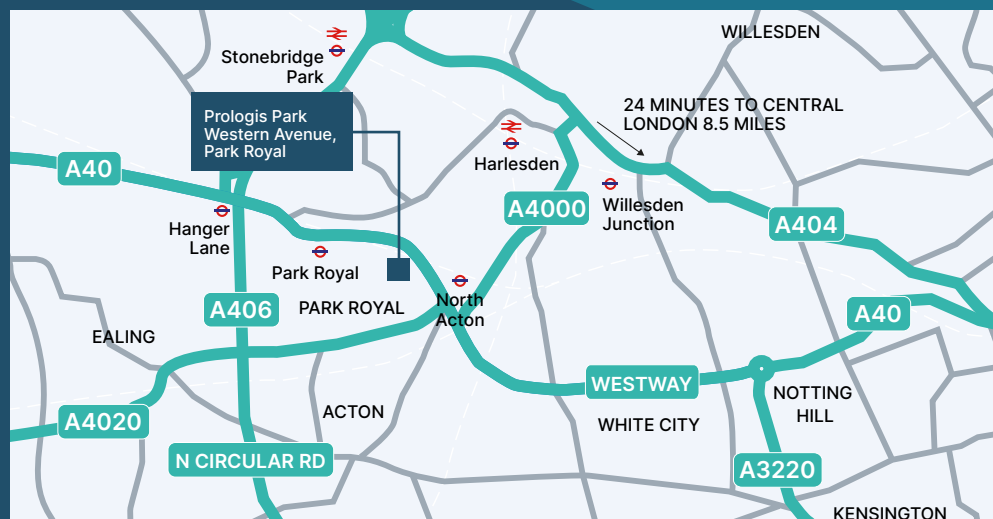 WILLESDEN
Stonebridge
Park
24 MINUTES TO CENTRAL
LONDON 8.5 MILES
Prologis Park
Western Avenue,
Park Royal
Harlesden
A40
A4000
Willesden
Junction
A404
Hanger
Lane
Park Royal
North
Acton
A406
PARK ROYAL
A40
EALING
WESTWAY
NOTTING
HILL
ACTON
WHITE CITY
A4020
N CIRCULAR RD
A3220
KENSINGTON